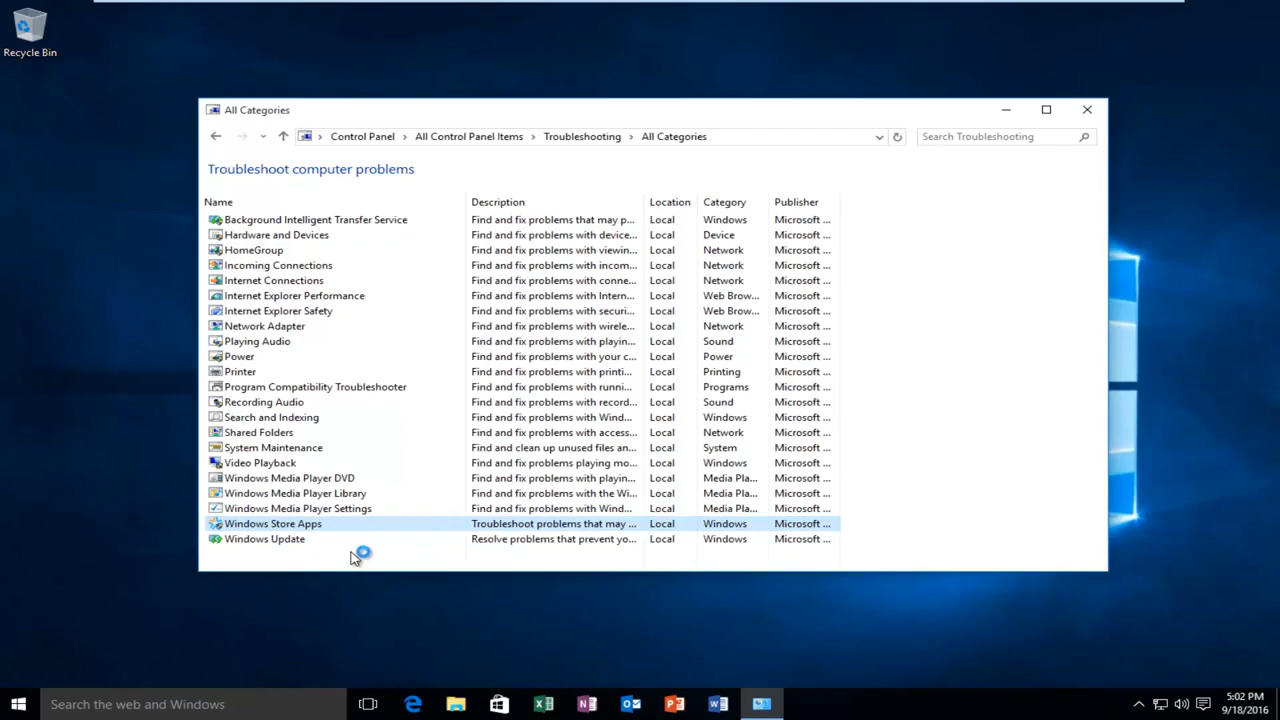 Recycle Bin
All Categories
Control Panel › All Control Panel Items › Troubleshooting › All Categories
Search Troubleshooting
Troubleshoot computer problems
Name Description Location Category Publisher
Background Intelligent Transfer Service Find and fix problems that may p... Local Windows Microsoft ...
Hardware and Devices Find and fix problems with device... Local Device Microsoft ...
HomeGroup Find and fix problems with viewin... Local Network Microsoft ...
Incoming Connections Find and fix problems with incom... Local Network Microsoft ...
Internet Connections Find and fix problems with conne... Local Network Microsoft ...
Internet Explorer Performance Find and fix problems with Intern... Local Web Brow... Microsoft ...
Internet Explorer Safety Find and fix problems with securi... Local Web Brow... Microsoft ...
Network Adapter Find and fix problems with wirele... Local Network Microsoft ...
Playing Audio Find and fix problems with playin... Local Sound Microsoft ...
Power Find and fix problems with your c... Local Power Microsoft ...
Printer Find and fix problems with printi... Local Printing Microsoft ...
Program Compatibility Troubleshooter Find and fix problems with runni... Local Programs Microsoft ...
Recording Audio Find and fix problems with record... Local Sound Microsoft ...
Search and Indexing Find and fix problems with Wind... Local Windows Microsoft ...
Shared Folders Find and fix problems with access... Local Network Microsoft ...
System Maintenance Find and clean up unused files an... Local System Microsoft ...
Video Playback Find and fix problems playing mo... Local Windows Microsoft ...
Windows Media Player DVD Find and fix problems with playin... Local Media Pla... Microsoft ...
Windows Media Player Library Find and fix problems with the Wi... Local Media Pla... Microsoft ...
Windows Media Player Settings Find and fix problems with Wind... Local Media Pla... Microsoft ...
Windows Store Apps Troubleshoot problems that may ... Local Windows Microsoft ...
Windows Update Resolve problems that prevent yo... Local Windows Microsoft ...
Search the web and Windows
5:02 PM
9/18/2016